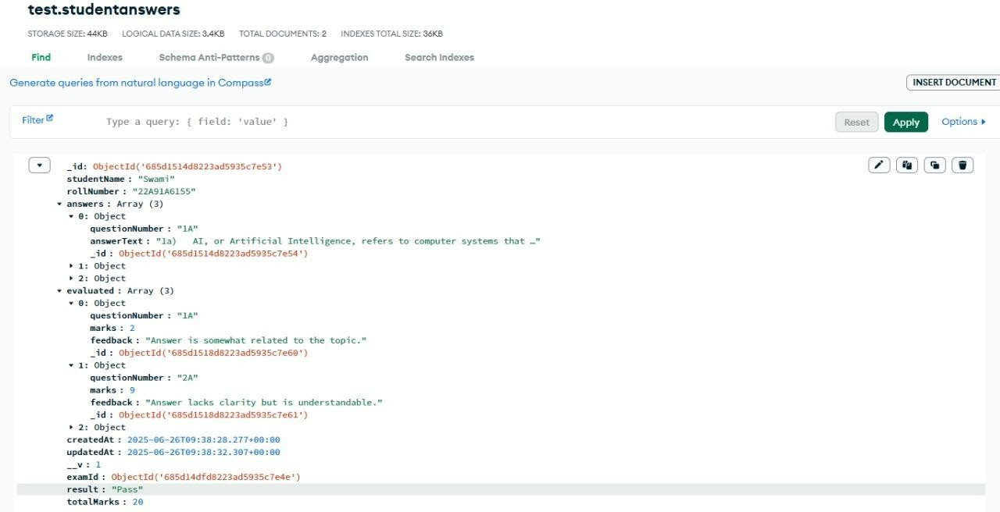 test.studentanswers
STORAGE SIZE: 44KB LOGICAL DATA SIZE: 3.4KB TOTAL DOCUMENTS: 2 INDEXES TOTAL SIZE: 36KB
Find Indexes Schema Anti-Patterns 0 Aggregation Search Indexes
Generate queries from natural language in Compass
INSERT DOCUMENT
Filter Type a query: { field: 'value' } Reset Apply Options
_id: ObjectId('685d1514d8223ad5935c7e53')
studentName : "Swami"
rollNumber : "22A91A6155"
answers : Array (3)
0: Object
questionNumber : "1A"
answerText : "1a) AI, or Artificial Intelligence, refers to computer systems that …"
_id : ObjectId('685d1514d8223ad5935c7e54')
1: Object
2: Object
evaluated : Array (3)
0: Object
questionNumber : "1A"
marks : 2
feedback : "Answer is somewhat related to the topic."
_id : ObjectId('685d1518d8223ad5935c7e60')
1: Object
questionNumber : "2A"
marks : 9
feedback : "Answer lacks clarity but is understandable."
_id : ObjectId('685d1518d8223ad5935c7e61')
2: Object
createdAt : 2025-06-26T09:38:28.277+00:00
updatedAt : 2025-06-26T09:38:32.307+00:00
__v : 1
examId : ObjectId('685d14dfd8223ad5935c7e4e')
result : "Pass"
totalMarks : 20